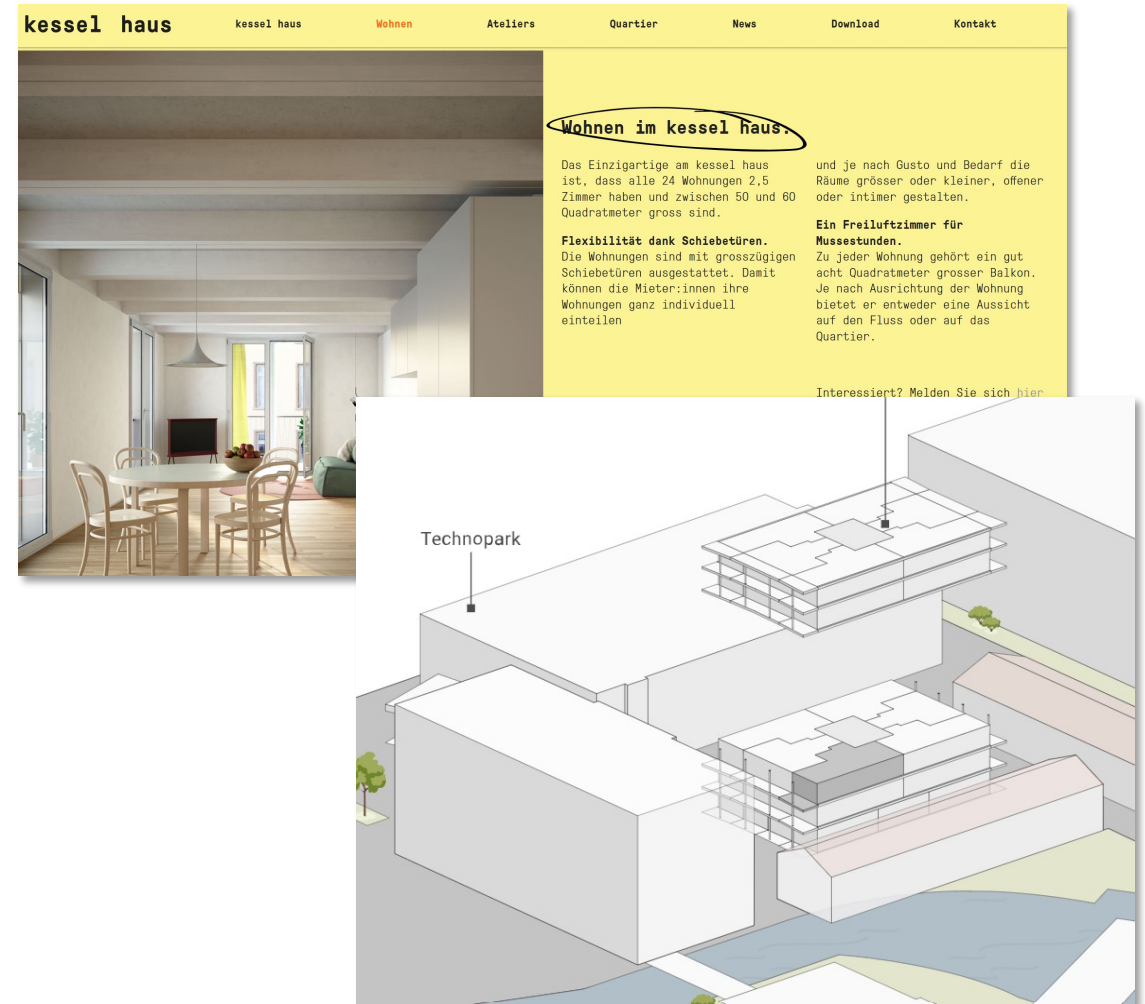 kessel haus
kessel haus
Wohnen
Ateliers
Quartier
News
Download
Kontakt
Wohnen im kessel haus.
Das Einzigartige am kessel haus
ist, dass alle 24 Wohnungen 2,5
Zimmer haben und zwischen 50 und 60
Quadratmeter gross sind.
Flexibilität dank Schiebetüren.
Die Wohnungen sind mit grosszügigen
Schiebetüren ausgestattet. Damit
können die Mieter:innen ihre
Wohnungen ganz individuell
einteilen
und je nach Gusto und Bedarf die
Räume grösser oder kleiner, offener
oder intimer gestalten.
Ein Freiluftzimmer für
Mussestunden.
Zu jeder Wohnung gehört ein gut
acht Quadratmeter grosser Balkon.
Je nach Ausrichtung der Wohnung
bietet er entweder eine Aussicht
auf den Fluss oder auf das
Quartier.
Interessiert? Melden Sie sich hier
Technopark